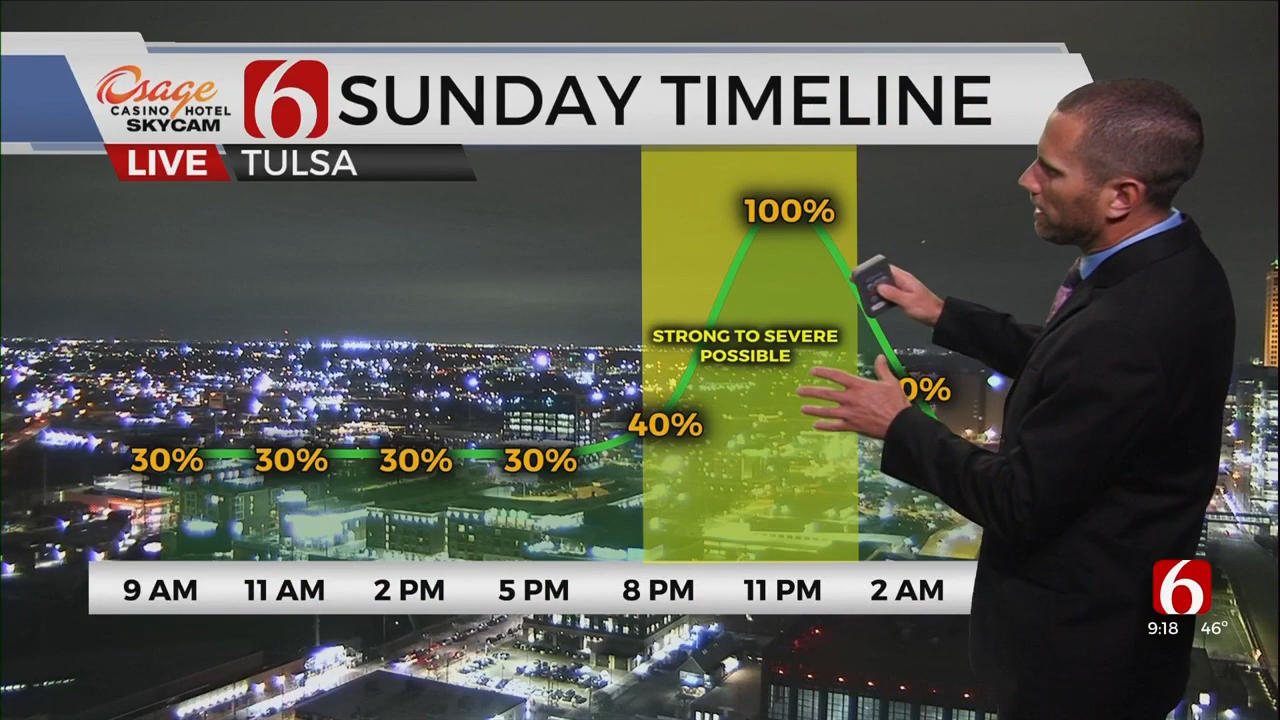 Osage
CASINO HOTEL
SKYCAM
6 SUNDAY TIMELINE
LIVE TULSA
100%
STRONG TO SEVERE
POSSIBLE
0%
40%
30% 30% 30% 30%
9 AM 11 AM 2 PM 5 PM 8 PM 11 PM 2 AM
6
9:18 46°